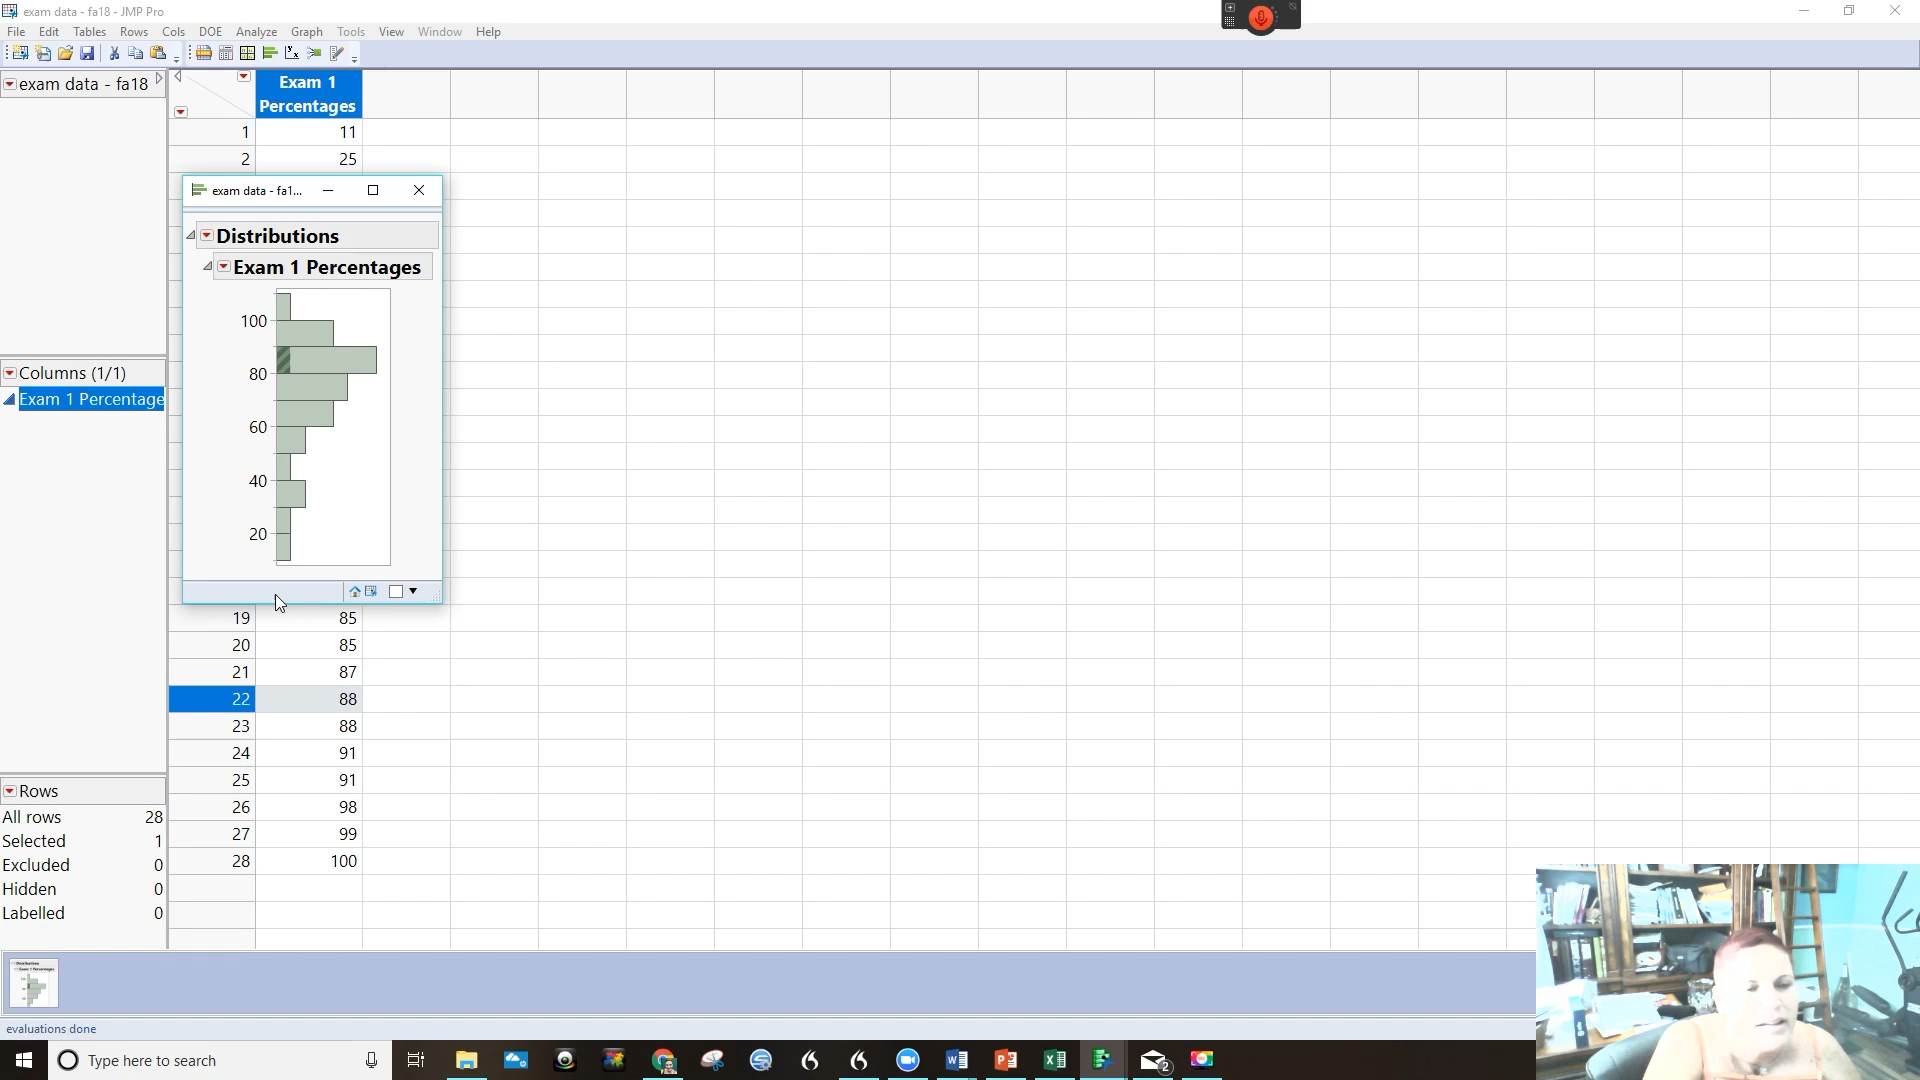 exam data - fa18 - JMP Pro
File Edit Tables Rows Cols DOE Analyze Graph Tools View Window Help
exam data - fa18
Exam 1
Percentages
1 11
2 25
exam data - fa1...
Distributions
Exam 1 Percentages
100
80
60
40
20
Columns (1/1)
Exam 1 Percentage
19 85
20 85
21 87
22 88
23 88
24 91
25 91
26 98
27 99
28 100
Rows
All rows 28
Selected 1
Excluded 0
Hidden 0
Labelled 0
evaluations done
Type here to search
2